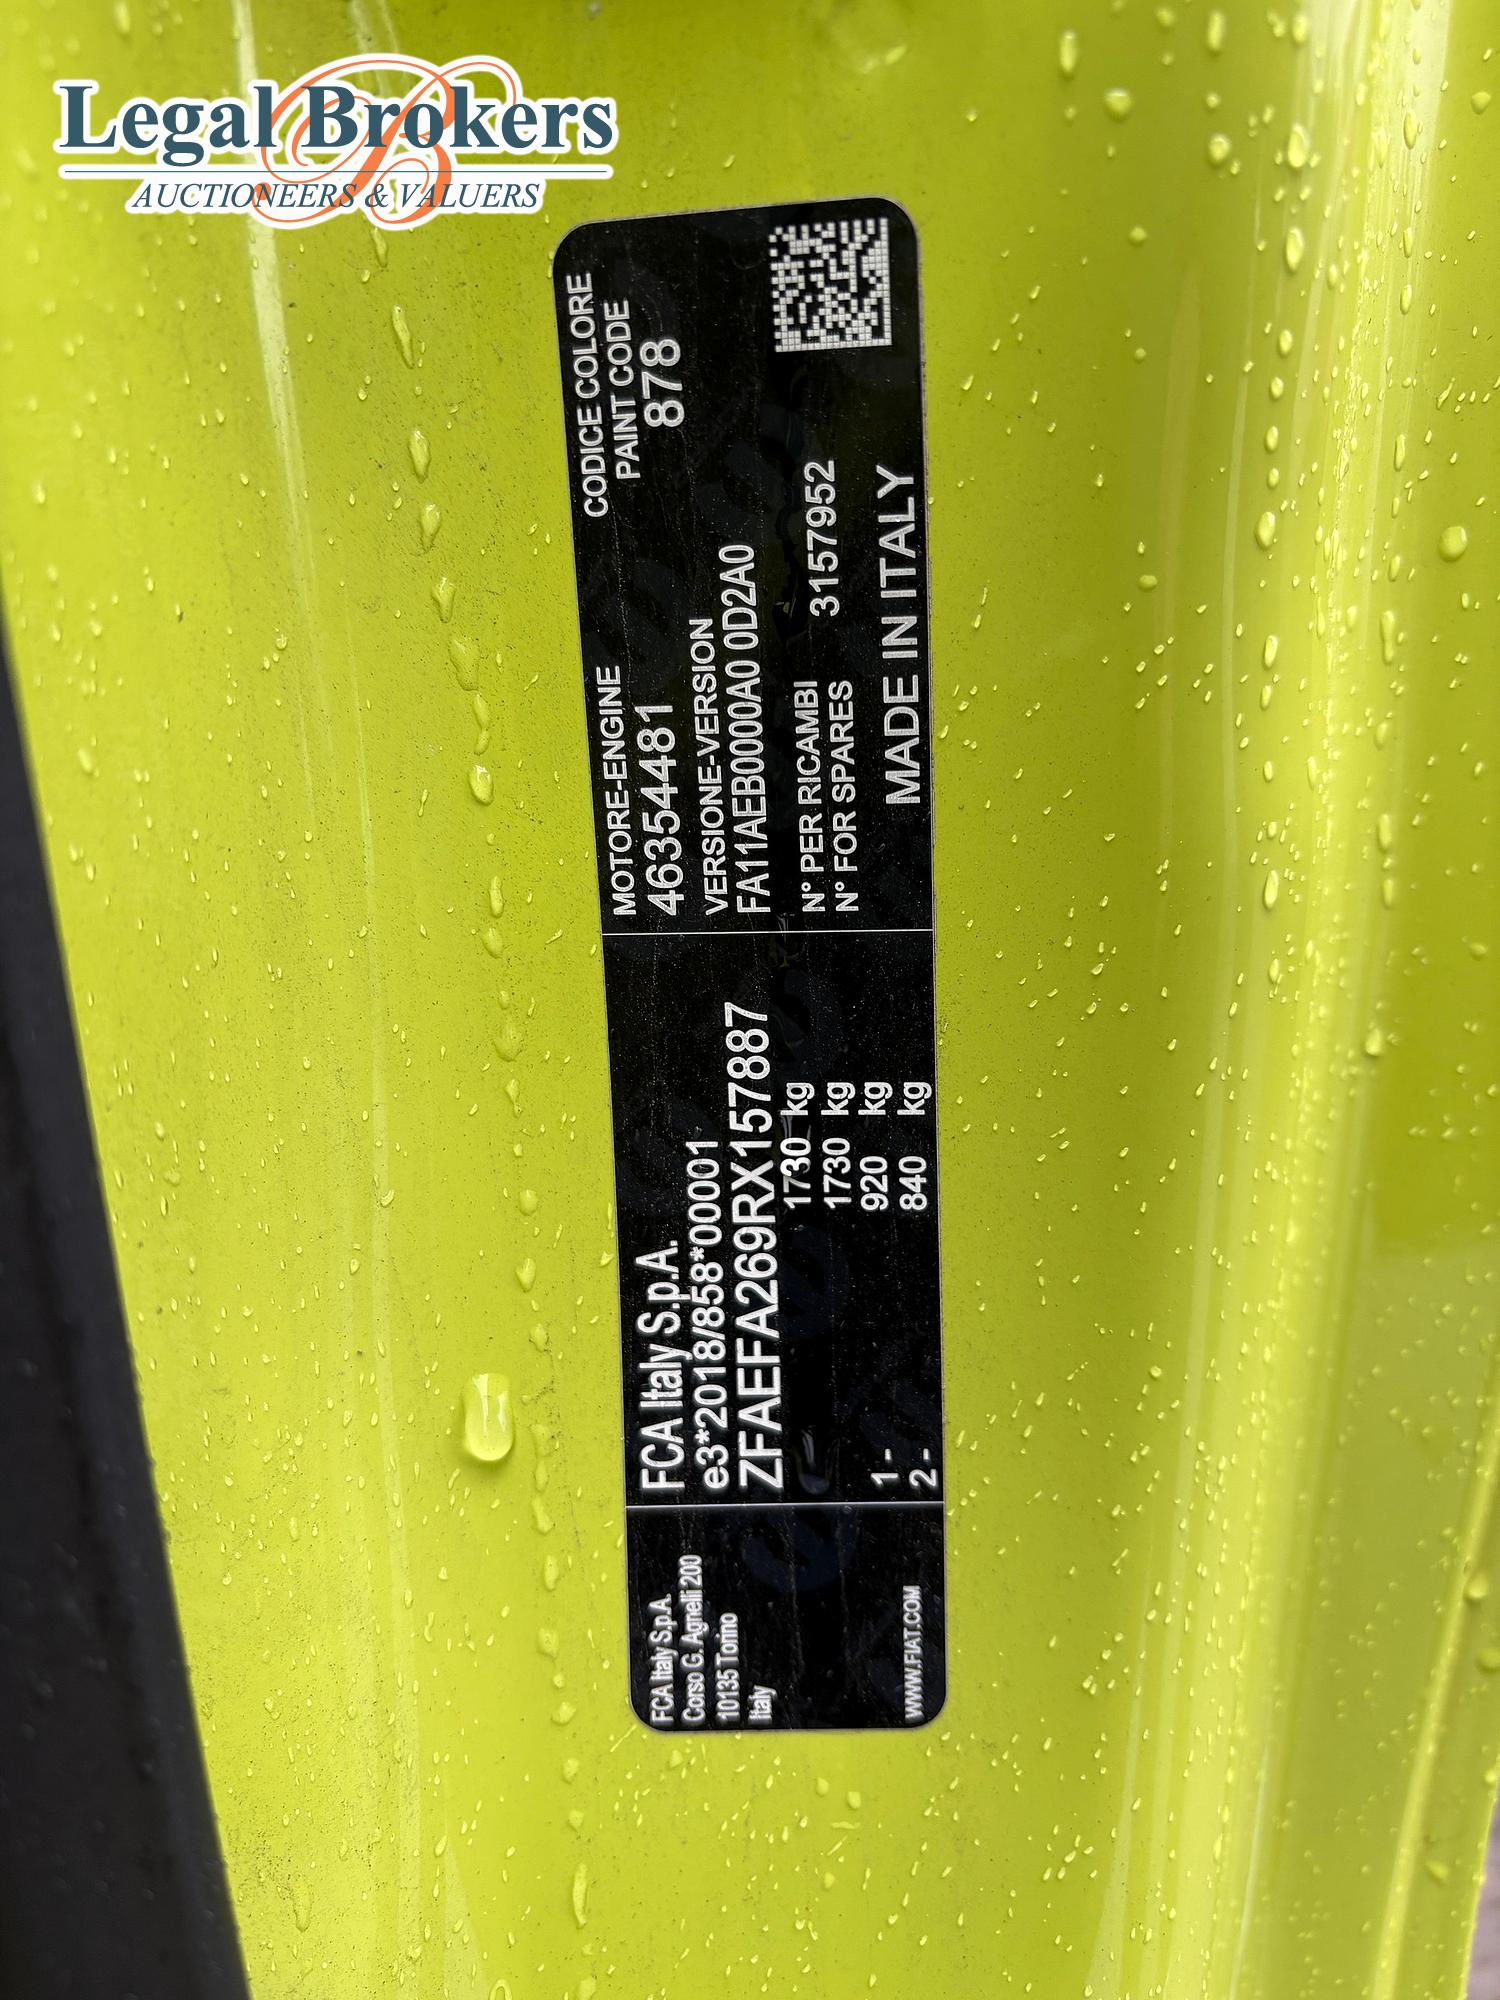 Legal Brokers
AUCTIONEERS & VALUERS
FCA Italy S.p.A.
Corso G. Agnelli 200
10135 Torino
Italy
WWW.FIAT.COM
FCA Italy S.p.A.
e3*2018/858*00001
ZFAEFA269RX157887
1730 kg
1730 kg
1- 920 kg
2- 840 kg
MOTORE-ENGINE
46354481
VERSIONE-VERSION
FA11AEB0000A0 0D2A0
N° PER RICAMBI
N° FOR SPARES 3157952
MADE IN ITALY
CODICE COLORE
PAINT CODE
878